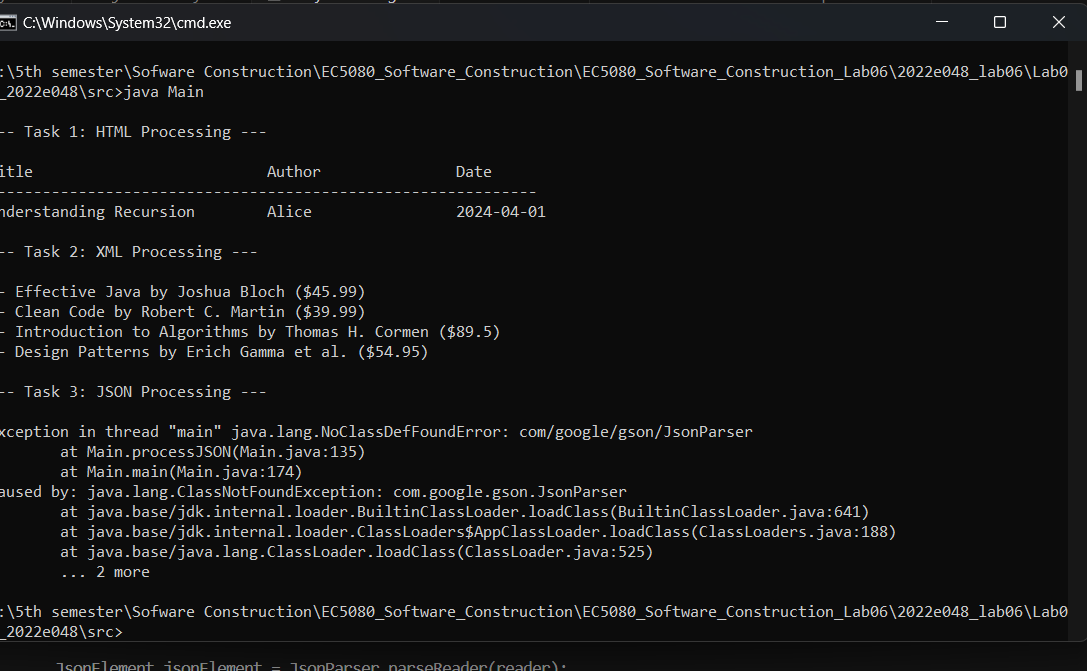 C:\Windows\System32\cmd.exe
:\5th semester\Sofware Construction\EC5080_Software_Construction\EC5080_Software_Construction_Lab06\2022e048_lab06\Lab0
_2022e048\src>java Main
-- Task 1: HTML Processing ---
itle Author Date
------------------------------------------------------------
nderstanding Recursion Alice 2024-04-01
-- Task 2: XML Processing ---
- Effective Java by Joshua Bloch ($45.99)
- Clean Code by Robert C. Martin ($39.99)
- Introduction to Algorithms by Thomas H. Cormen ($89.5)
- Design Patterns by Erich Gamma et al. ($54.95)
-- Task 3: JSON Processing ---
xception in thread "main" java.lang.NoClassDefFoundError: com/google/gson/JsonParser
at Main.processJSON(Main.java:135)
at Main.main(Main.java:174)
aused by: java.lang.ClassNotFoundException: com.google.gson.JsonParser
at java.base/jdk.internal.loader.BuiltinClassLoader.loadClass(BuiltinClassLoader.java:641)
at java.base/jdk.internal.loader.ClassLoaders$AppClassLoader.loadClass(ClassLoaders.java:188)
at java.base/java.lang.ClassLoader.loadClass(ClassLoader.java:525)
... 2 more
:\5th semester\Sofware Construction\EC5080_Software_Construction\EC5080_Software_Construction_Lab06\2022e048_lab06\Lab0
_2022e048\src>
JsonElement jsonElement = JsonParser.parseReader(reader);